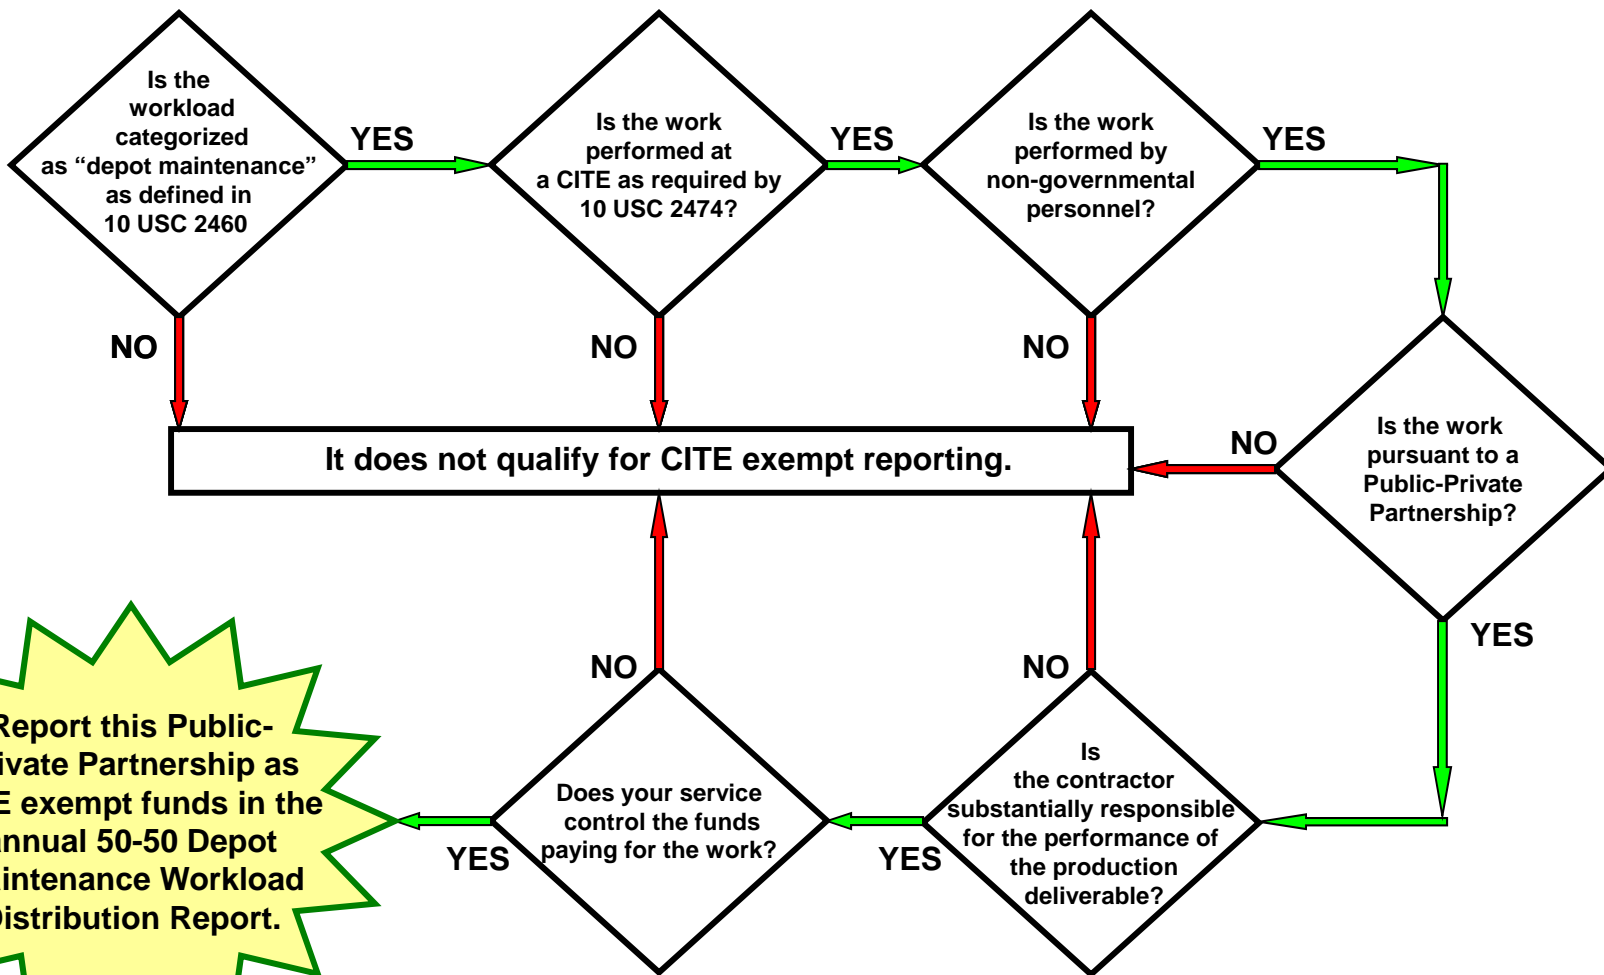 Is the
workload
categorized
as “depot maintenance”
as defined in
10 USC 2460
YES
NO
Is the work
performed at
a CITE as required by
10 USC 2474?
YES
NO
Is the work
performed by
non-governmental
personnel?
YES
NO
Is the work
pursuant to a
Public-Private
Partnership?
NO
YES
It does not qualify for CITE exempt reporting.
Is
the contractor
substantially responsible
for the performance of
the production
deliverable?
NO
YES
Does your service
control the funds
paying for the work?
NO
YES
Report this Public-
Partnership as
exempt funds in the
50-50 Depot
Workload
Report.